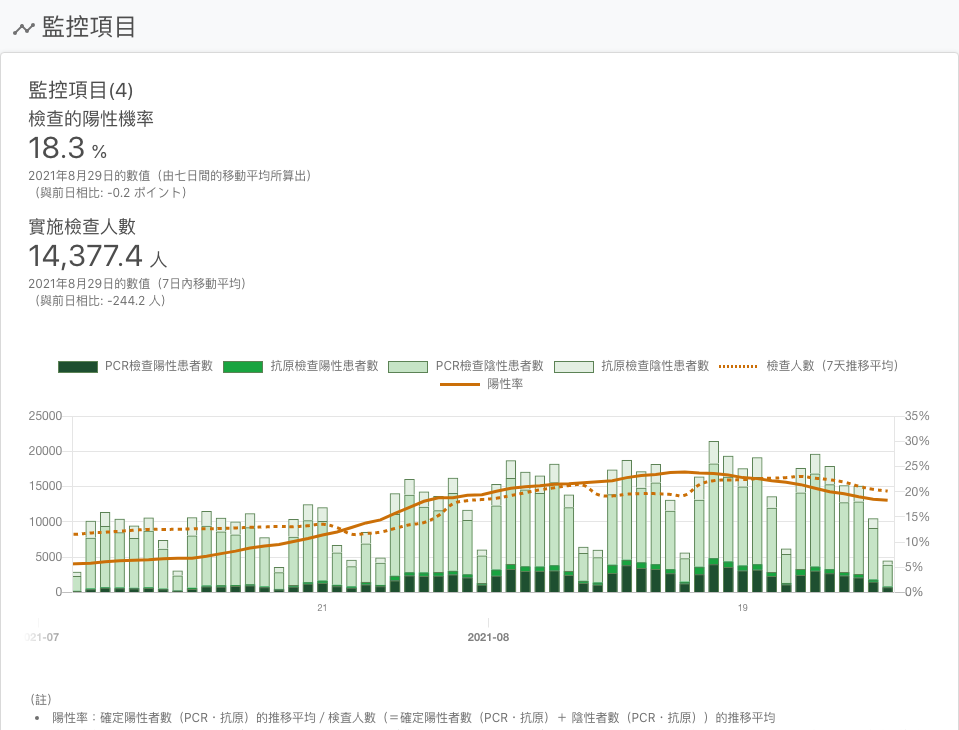 監控項目
監控項目(4)
檢查的陽性機率
18.3 %
2021年8月29日的數值（由七日間的移動平均所算出）
（與前日相比: -0.2 ポイント）
實施檢查人數
14,377.4 人
2021年8月29日的數值（7日內移動平均）
（與前日相比: -244.2 人）
PCR檢查陽性患者數 抗原檢查陽性患者數 PCR檢查陰性患者數 抗原檢查陰性患者數 檢查人數（7天推移平均）
陽性率
25000 35%
30%
20000
25%
15000
20%
10000 15%
10%
5000
5%
0 0%
21 19
21-07 2021-08
（註）
• 陽性率：確定陽性者數（PCR・抗原）的推移平均 / 檢查人數（＝確定陽性者數（PCR・抗原）＋ 陰性者數（PCR・抗原））的推移平均